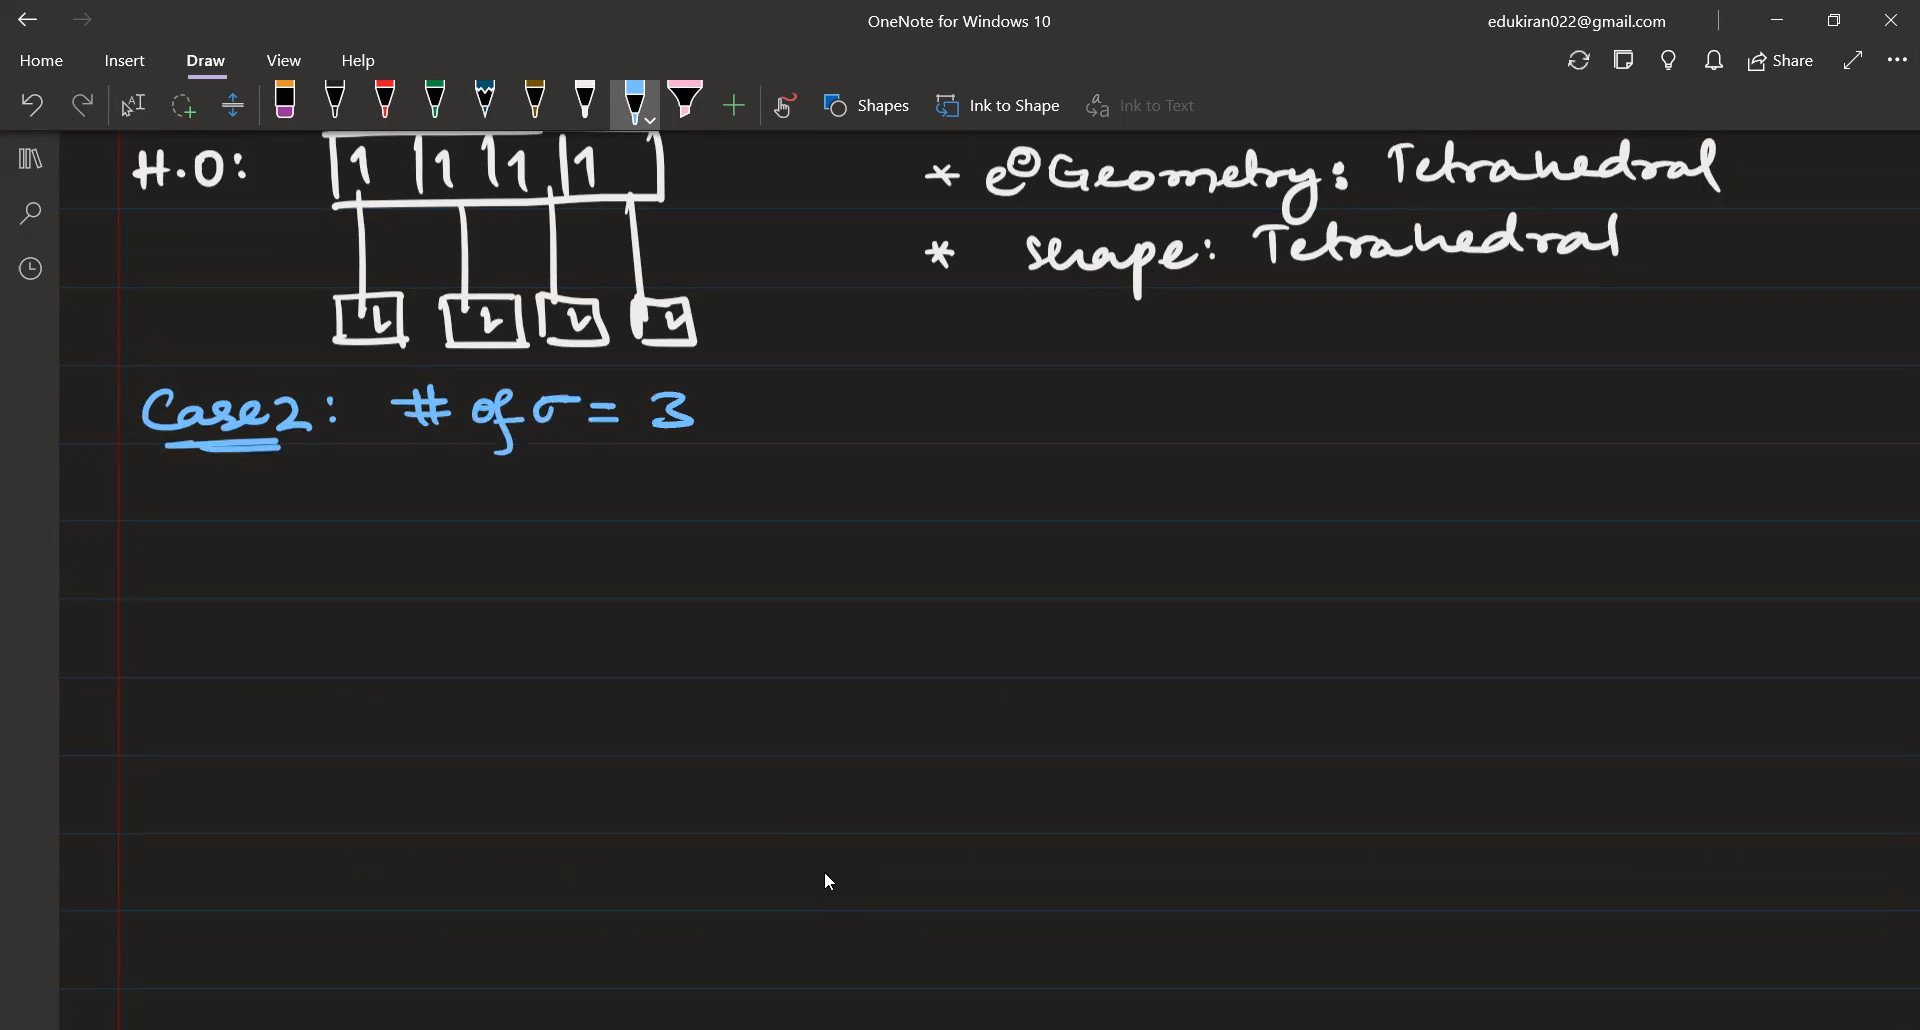 OneNote for Windows 10
edukiran022@gmail.com
Home Insert Draw View Help
Share
Shapes Ink to Shape Ink to Text
H.O: 1 1 1 1
* e⊖ Geometry: Tetrahedral
* shape: Tetrahedral
Case2: # of σ = 3